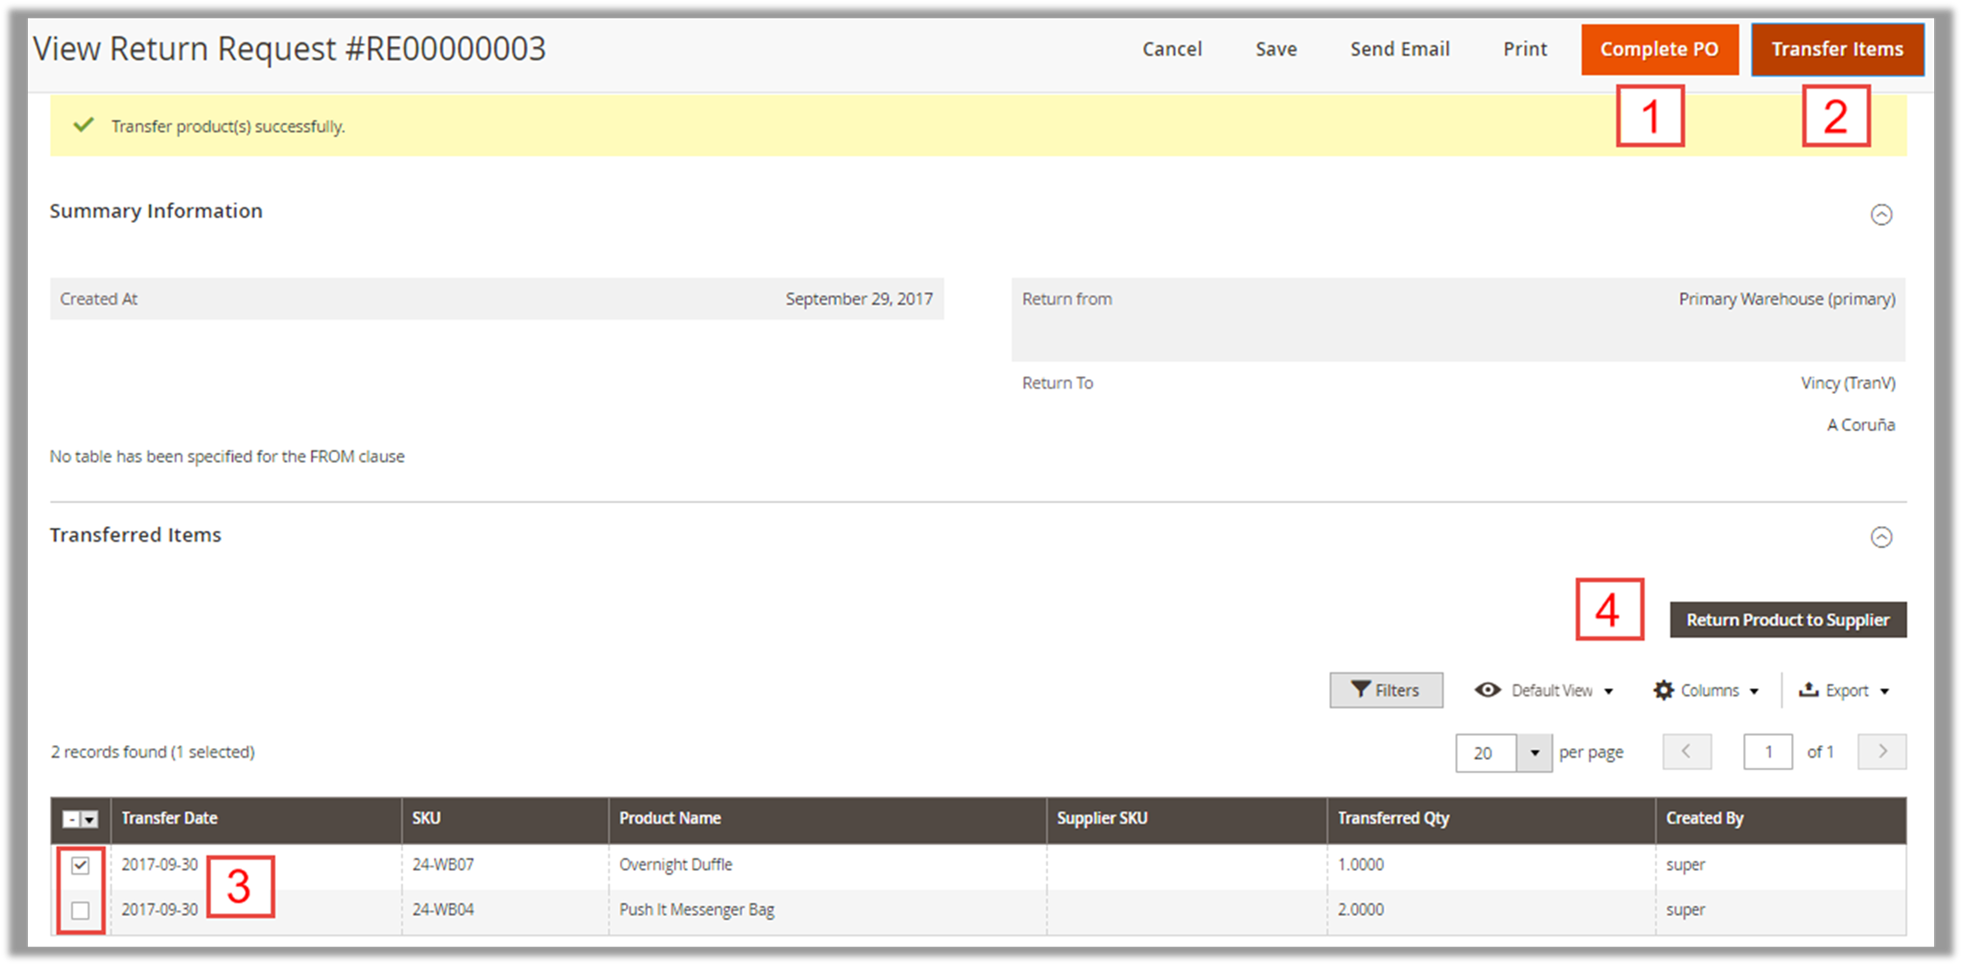 View Return Request #RE00000003
Cancel Save Send Email Print Complete PO Transfer Items
1 2
Transfer product(s) successfully.
Summary Information
Created At September 29, 2017 Return from Primary Warehouse (primary)
Return To Vincy (TranV)
A Coruña
No table has been specified for the FROM clause
Transferred Items
4 Return Product to Supplier
Filters Default View Columns Export
2 records found (1 selected) 20 per page 1 of 1
- Transfer Date SKU Product Name Supplier SKU Transferred Qty Created By
2017-09-30 24-WB07 Overnight Duffle 1.0000 super
3
2017-09-30 24-WB04 Push It Messenger Bag 2.0000 super